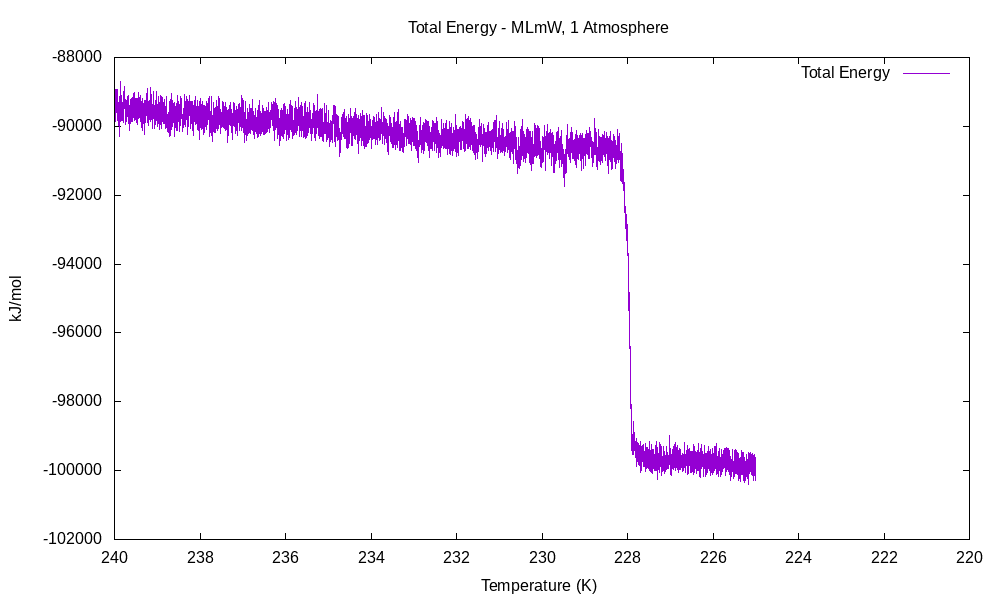 Total Energy - MLmW, 1 Atmosphere
Total Energy
-88000
-90000
-92000
-94000
-96000
-98000
-100000
-102000
kJ/mol
240 238 236 234 232 230 228 226 224 222 220
Temperature (K)